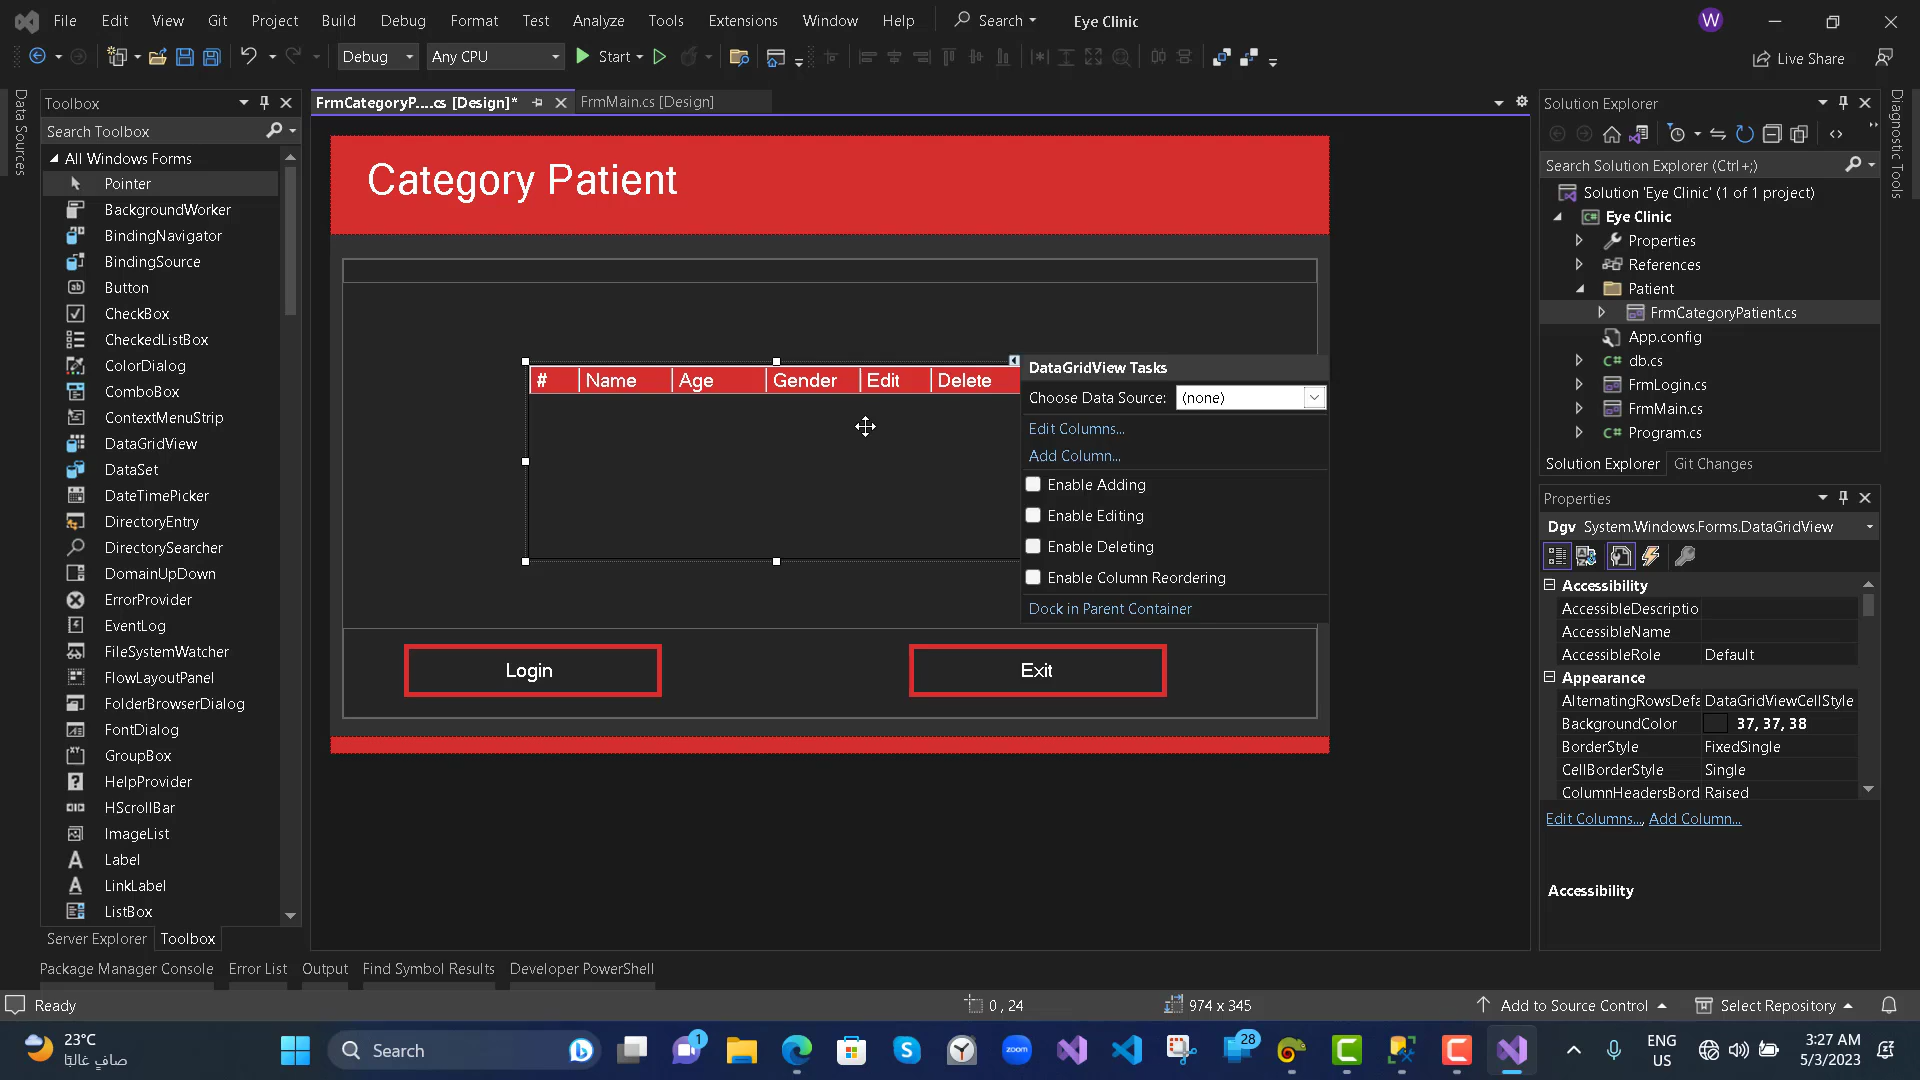 File Edit View Git Project Build Debug Format Test Analyze Tools Extensions Window Help Search Eye Clinic W
Debug Any CPU Start Live Share
Data Sources
Toolbox
Search Toolbox
All Windows Forms
Pointer
BackgroundWorker
BindingNavigator
BindingSource
Button
CheckBox
CheckedListBox
ColorDialog
ComboBox
ContextMenuStrip
DataGridView
DataSet
DateTimePicker
DirectoryEntry
DirectorySearcher
DomainUpDown
ErrorProvider
EventLog
FileSystemWatcher
FlowLayoutPanel
FolderBrowserDialog
FontDialog
GroupBox
HelpProvider
HScrollBar
ImageList
Label
LinkLabel
ListBox
Server Explorer Toolbox
FrmCategoryP....cs [Design]* FrmMain.cs [Design]
Category Patient
# Name Age Gender Edit Delete
DataGridView Tasks
Choose Data Source: (none)
Edit Columns...
Add Column...
Enable Adding
Enable Editing
Enable Deleting
Enable Column Reordering
Dock in Parent Container
Login Exit
Solution Explorer
Search Solution Explorer (Ctrl+;)
Solution 'Eye Clinic' (1 of 1 project)
Eye Clinic
Properties
References
Patient
FrmCategoryPatient.cs
App.config
db.cs
FrmLogin.cs
FrmMain.cs
Program.cs
Solution Explorer Git Changes
Diagnostic Tools
Properties
Dgv System.Windows.Forms.DataGridView
Accessibility
AccessibleDescriptio
AccessibleName
AccessibleRole Default
Appearance
AlternatingRowsDefa DataGridViewCellStyle
BackgroundColor 37, 37, 38
BorderStyle FixedSingle
CellBorderStyle Single
ColumnHeadersBord Raised
Edit Columns..., Add Column...
Accessibility
Package Manager Console Error List Output Find Symbol Results Developer PowerShell
Ready 0 , 24 974 x 345 Add to Source Control Select Repository
23°C
صافٍ غالبًا
Search 1 zoom 28
ENG
US
3:27 AM
5/3/2023